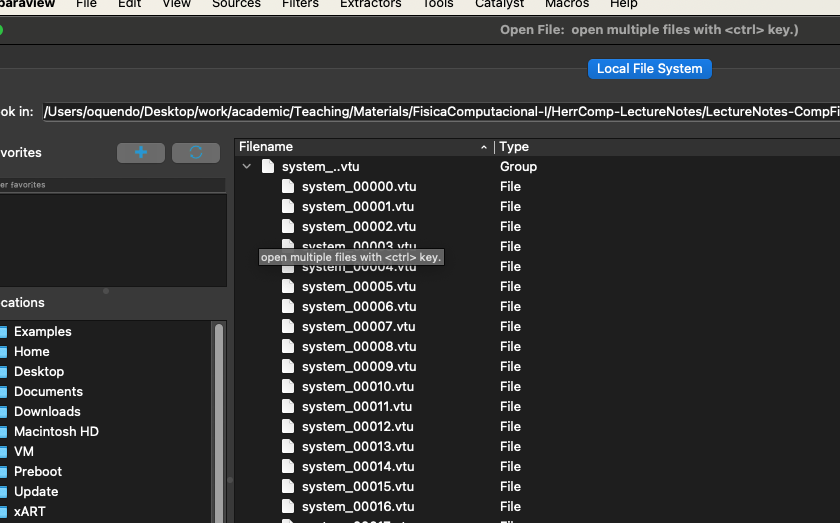 paraview File Edit View Sources Filters Extractors Tools Catalyst Macros Help
Open File: open multiple files with <ctrl> key.)
Local File System
ok in: /Users/oquendo/Desktop/work/academic/Teaching/Materials/FisicaComputacional-I/HerrComp-LectureNotes/LectureNotes-CompFi
vorites
er favorites
Filename Type
system_..vtu Group
system_00000.vtu File
system_00001.vtu File
system_00002.vtu File
system_00003.vtu File
open multiple files with <ctrl> key.
system_00004.vtu File
system_00005.vtu File
system_00006.vtu File
system_00007.vtu File
system_00008.vtu File
system_00009.vtu File
system_00010.vtu File
system_00011.vtu File
system_00012.vtu File
system_00013.vtu File
system_00014.vtu File
system_00015.vtu File
system_00016.vtu File
cations
Examples
Home
Desktop
Documents
Downloads
Macintosh HD
VM
Preboot
Update
xART